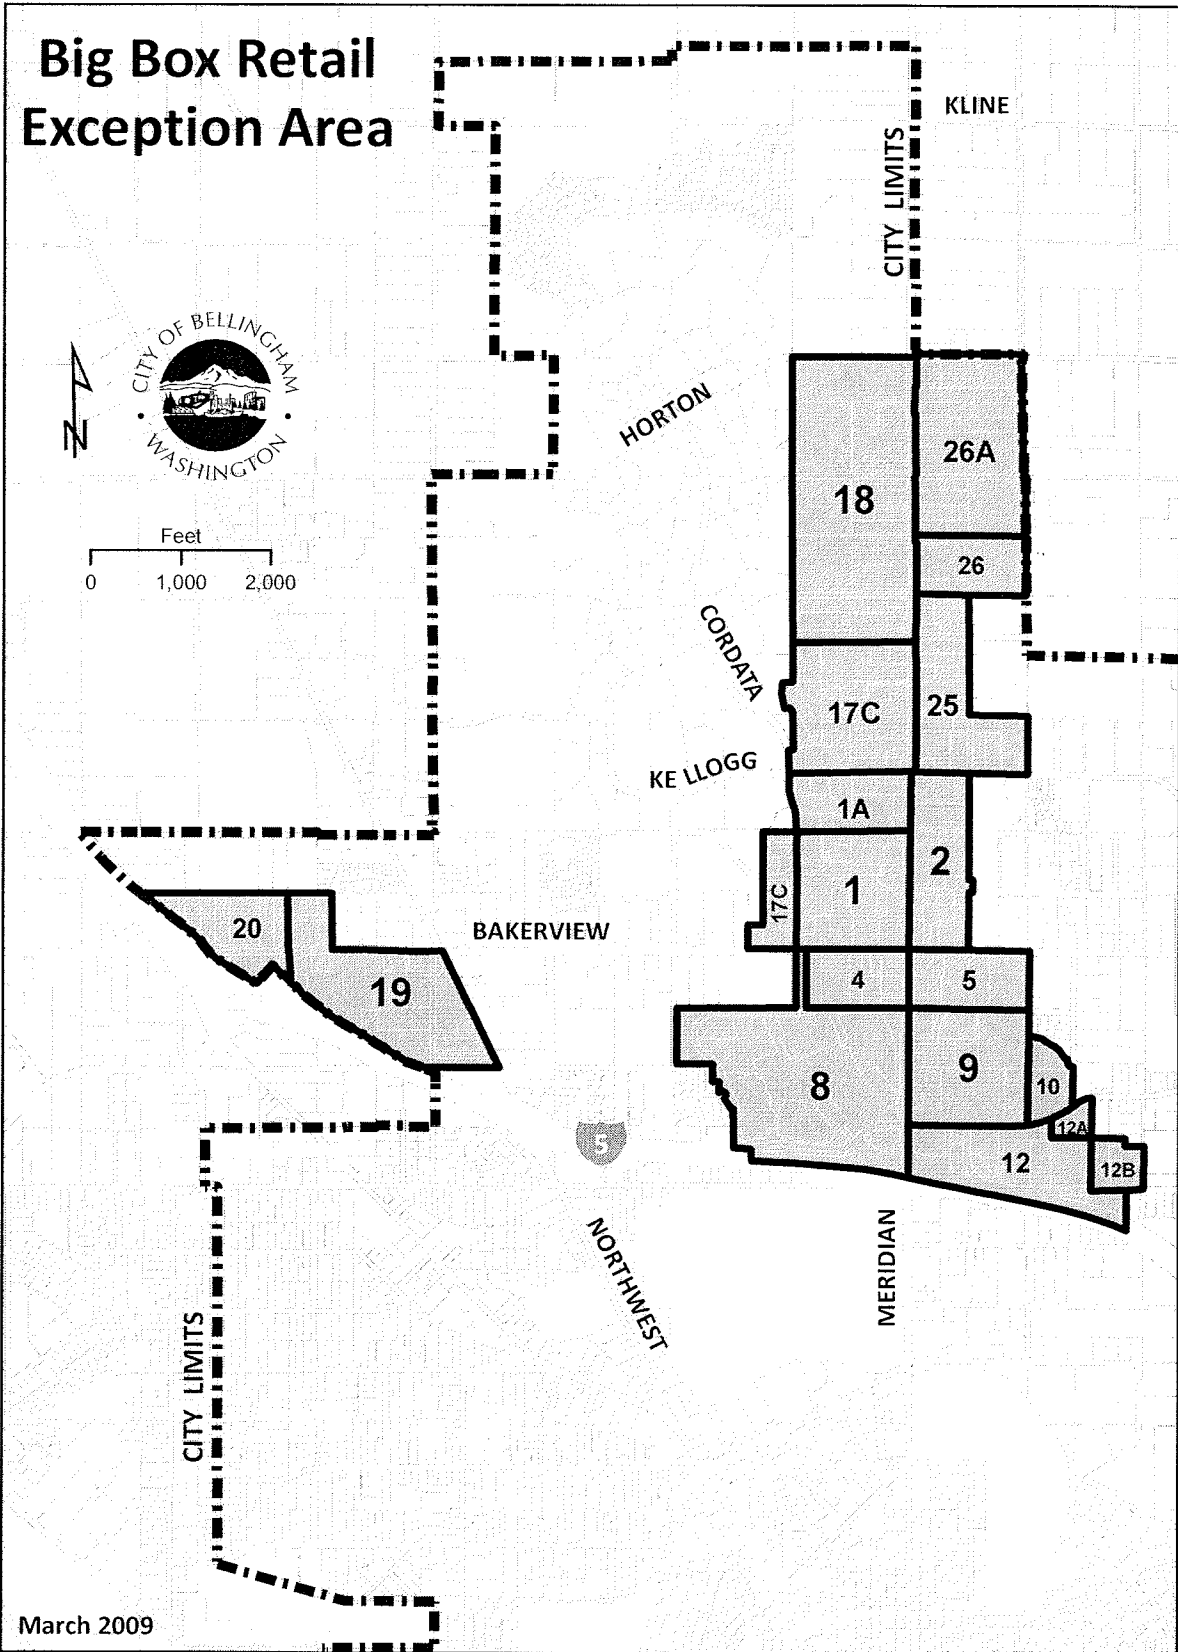 Big Box Retail
Exception Area
KLINE
CITY LIMITS
CITY OF BELLINGHAM
WASHINGTON
N
Feet
0 1,000 2,000
HORTON
26A
18
26
CORDATA
17C
25
KE LLOGG
1A
2
1
17C
20
BAKERVIEW
19
4
5
9
8
10
12A
12
12B
5
NORTHWEST
MERIDIAN
CITY LIMITS
March 2009